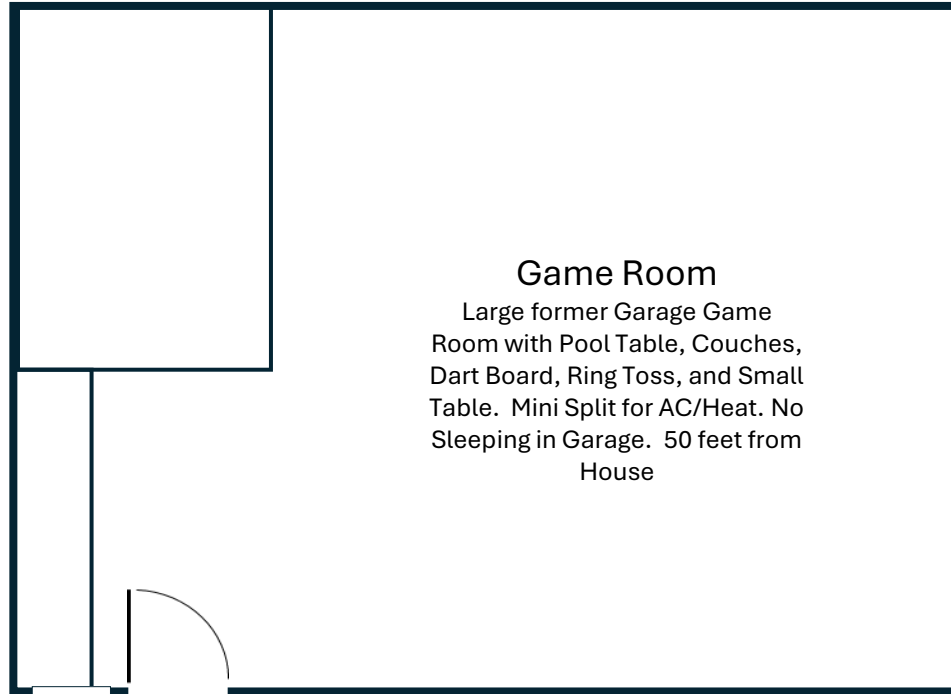 Game Room
Large former Garage Game
Room with Pool Table, Couches,
Dart Board, Ring Toss, and Small
Table.  Mini Split for AC/Heat. No
Sleeping in Garage.  50 feet from
House